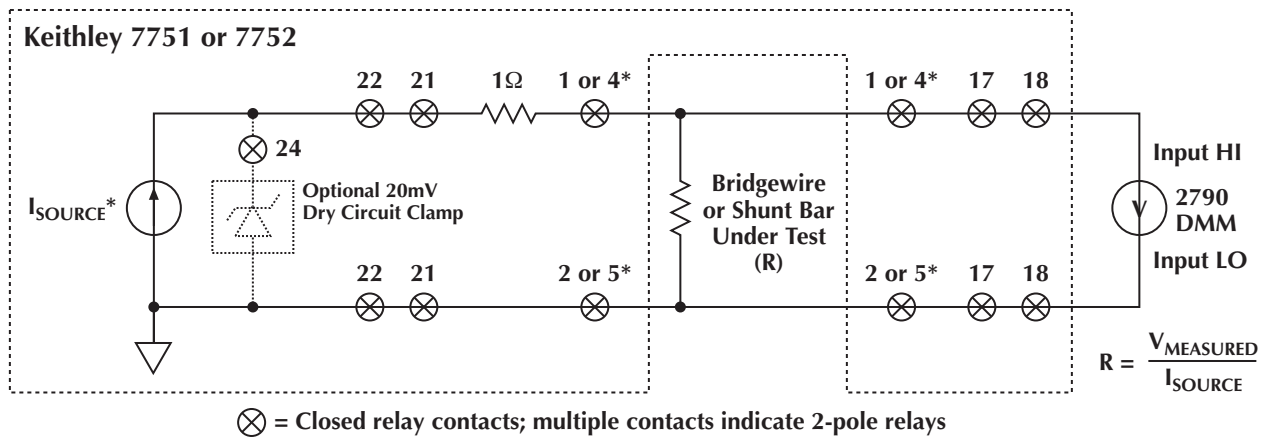 Keithley 7751 or 7752
22
21
1Ω
1 or 4*
1 or 4*
17
18
24
Optional 20mV
Dry Circuit Clamp
ISOURCE*
Bridgewire
or Shunt Bar
Under Test
(R)
Input HI
V
2790
DMM
Input LO
22
21
2 or 5*
2 or 5*
17
18
R = VMEASURED
ISOURCE
= Closed relay contacts; multiple contacts indicate 2-pole relays